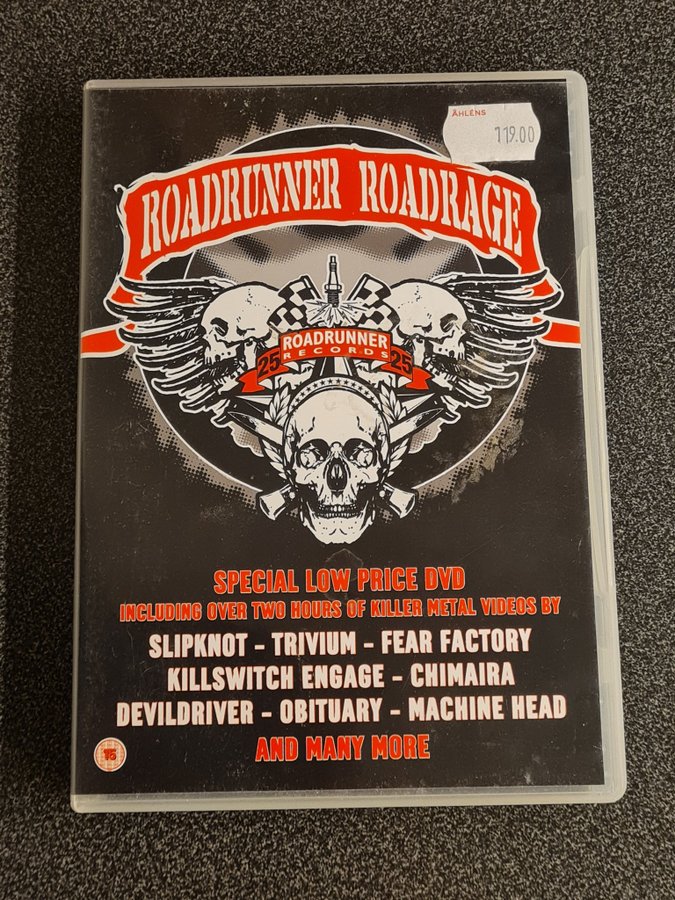 ÅHLÉNS
119.00
ROADRUNNER ROADRAGE
ROADRUNNER
RECORDS
25 25
SPECIAL LOW PRICE DVD
INCLUDING OVER TWO HOURS OF KILLER METAL VIDEOS BY
SLIPKNOT - TRIVIUM - FEAR FACTORY
KILLSWITCH ENGAGE - CHIMAIRA
DEVILDRIVER - OBITUARY - MACHINE HEAD
AND MANY MORE
15